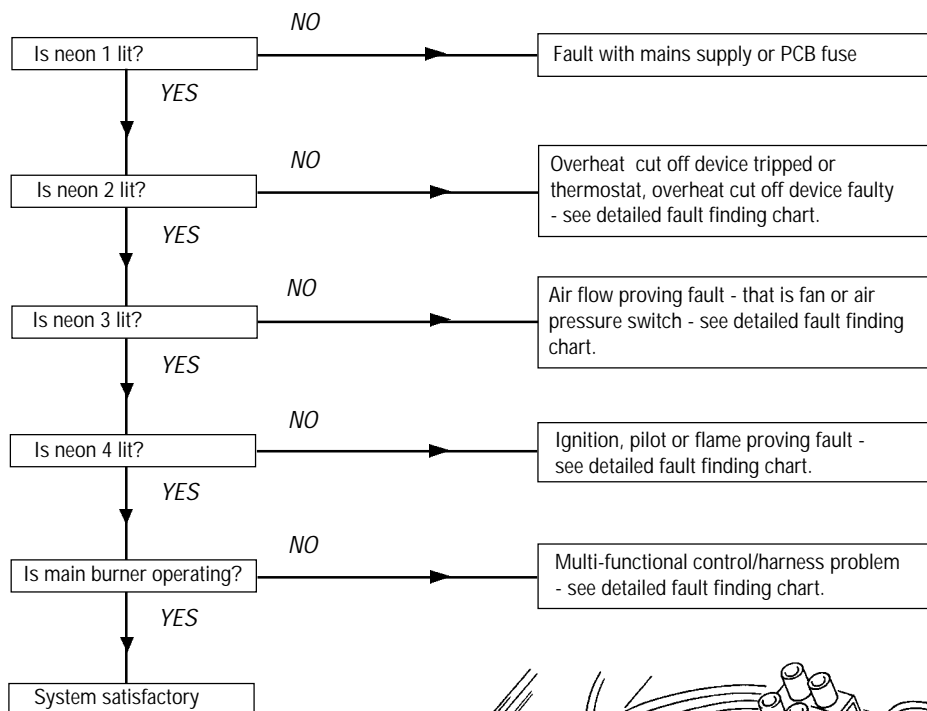 NO
Is neon 1 lit?
Fault with mains supply or PCB fuse
YES
NO
Is neon 2 lit?
Overheat cut off device tripped or
thermostat, overheat cut off device faulty
- see detailed fault finding chart.
YES
NO
Is neon 3 lit?
Air flow proving fault - that is fan or air
pressure switch - see detailed fault finding
chart.
YES
NO
Is neon 4 lit?
Ignition, pilot or flame proving fault -
see detailed fault finding chart.
YES
NO
Is main burner operating?
Multi-functional control/harness problem
- see detailed fault finding chart.
YES
System satisfactory